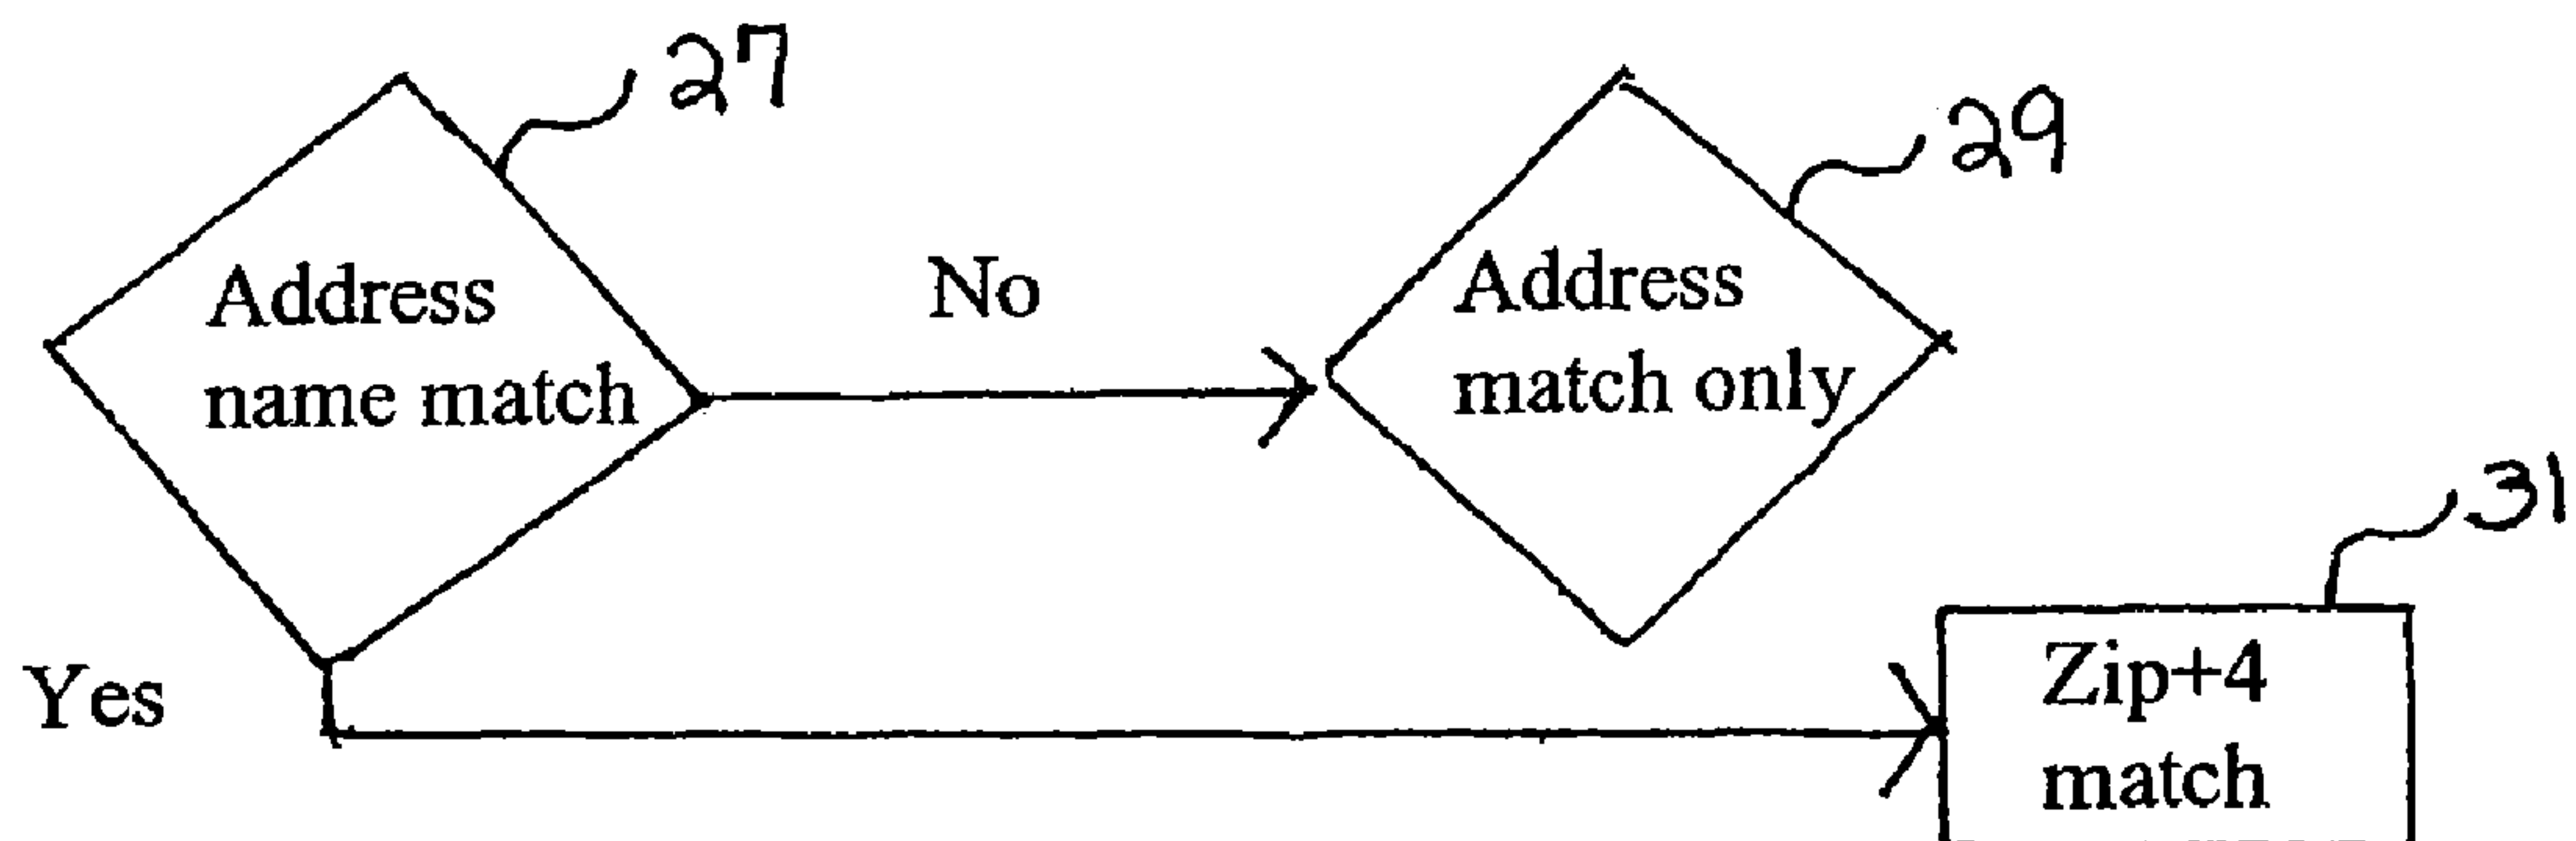 27
29
Address
name match
No
Address
match only
31
Yes
Zip+4
match